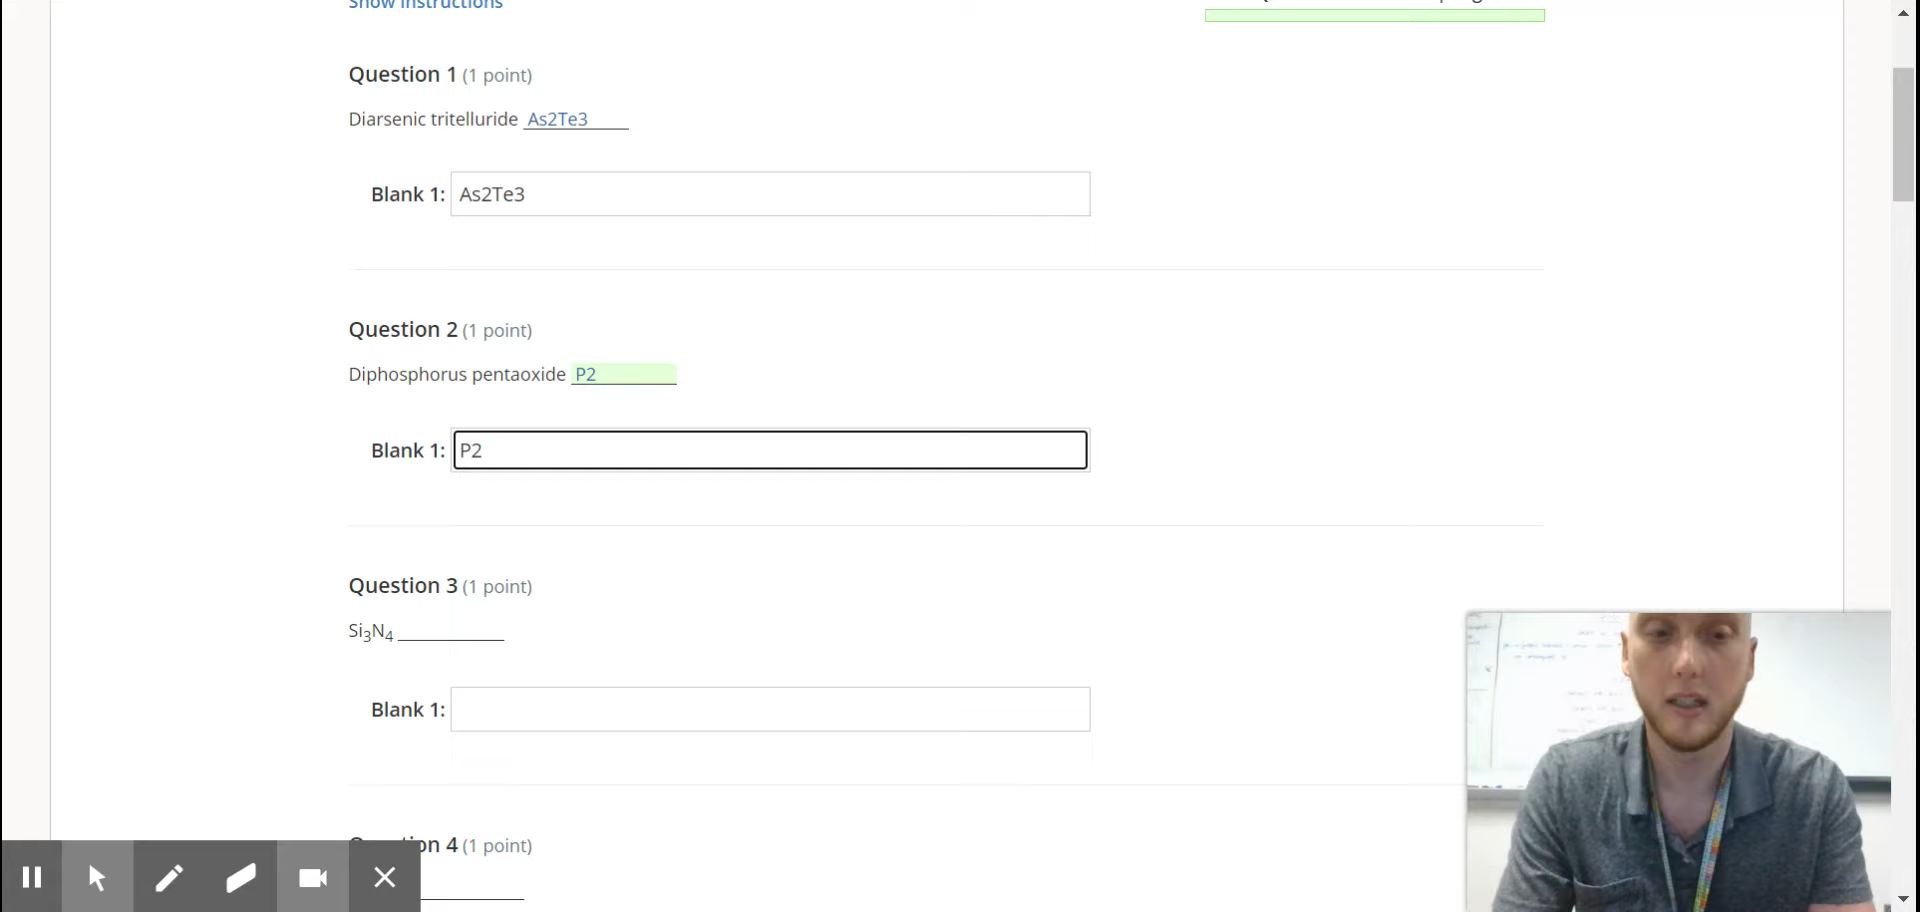 Show instructions
Question 1 (1 point)
Diarsenic tritelluride As2Te3
Blank 1: As2Te3
Question 2 (1 point)
Diphosphorus pentaoxide P2
Blank 1: P2
Question 3 (1 point)
Si₃N₄ ___________
Blank 1:
on 4 (1 point)